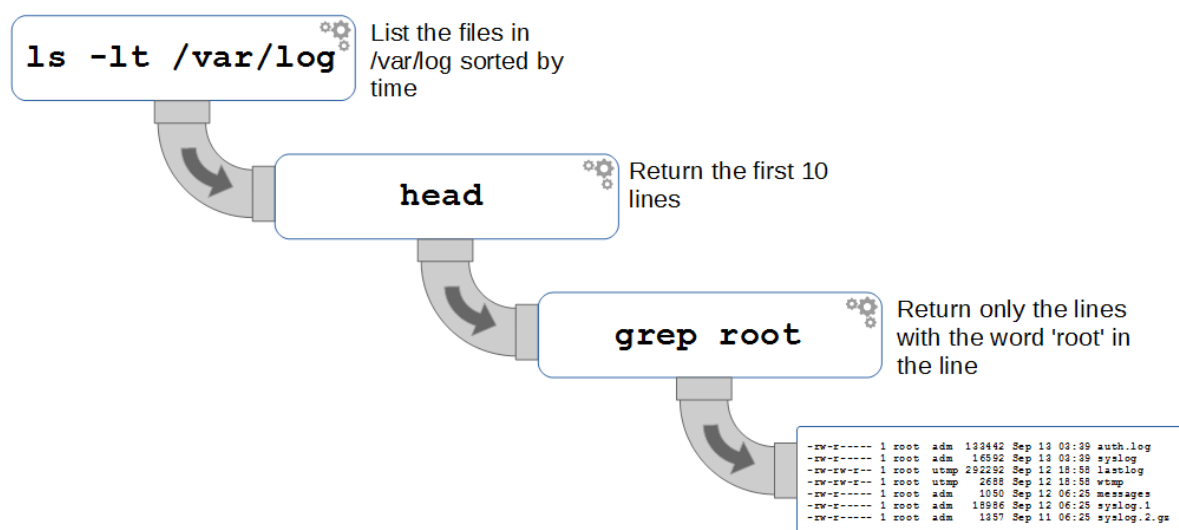 ls -lt /var/log
List the files in
/var/log sorted by
time
head
Return the first 10
lines
grep root
Return only the lines
with the word 'root' in
the line
-rw-r----- 1 root adm 133442 Sep 13 03:39 auth.log
-rw-r----- 1 root adm 16592 Sep 13 03:39 syslog
-rw-rw-r-- 1 root utmp 292292 Sep 12 18:58 lastlog
-rw-rw-r-- 1 root utmp 2688 Sep 12 18:58 wtmp
-rw-r----- 1 root adm 1050 Sep 12 06:25 messages
-rw-r----- 1 root adm 18986 Sep 12 06:25 syslog.1
-rw-r----- 1 root adm 1357 Sep 11 06:25 syslog.2.gz